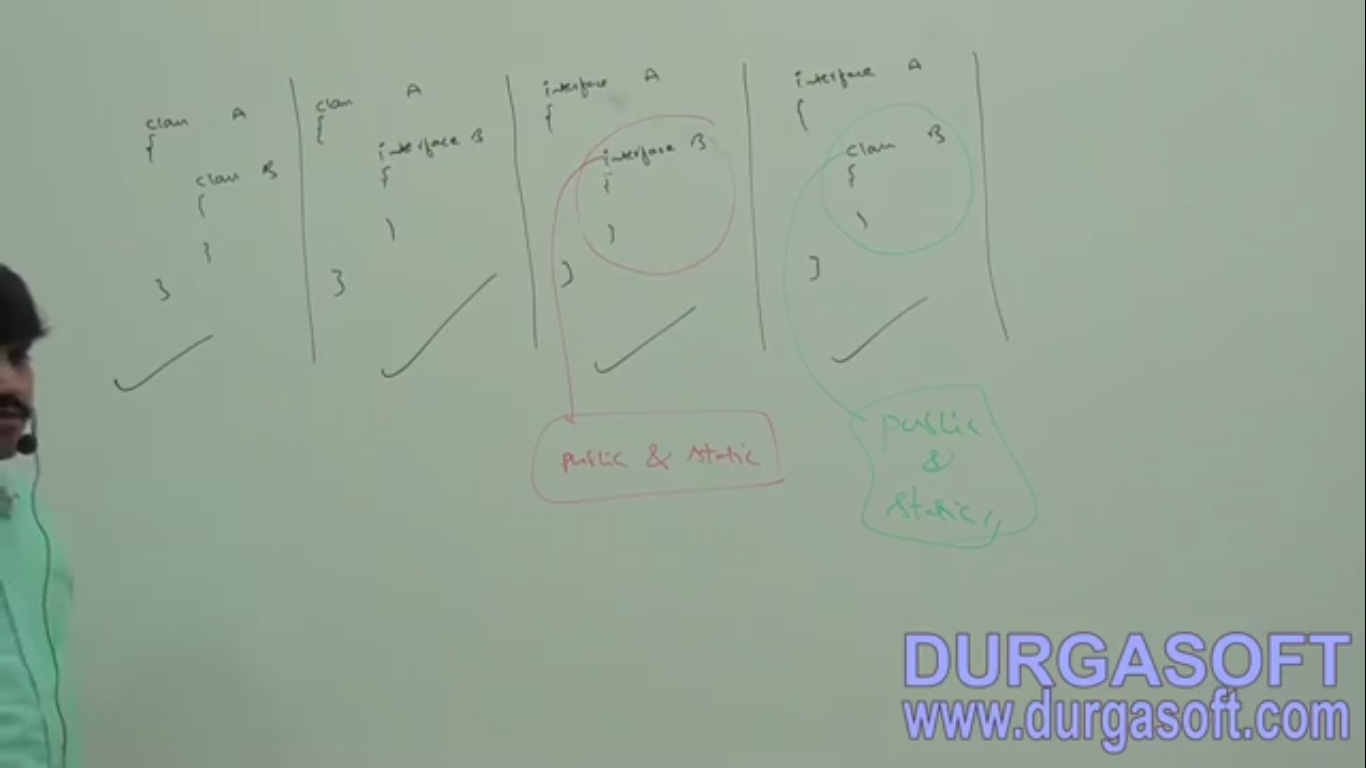 class A
{
class B
{
}
}
class A
{
interface B
{
}
}
interface A
{
interface B
{
}
}
public & static
interface A
{
class B
{
}
}
public
&
static
DURGASOFT
www.durgasoft.com